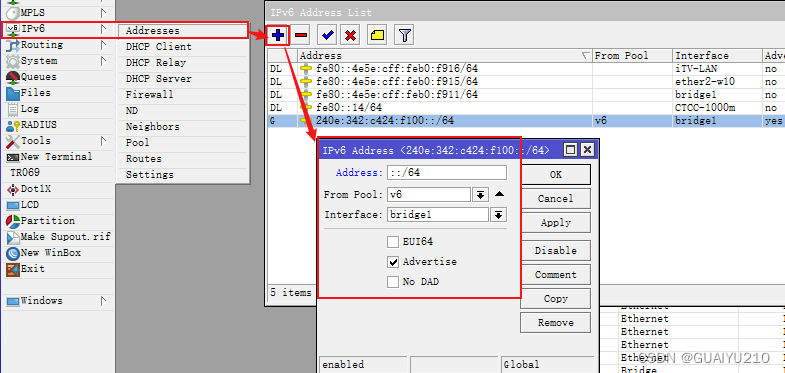 MPLS
IPv6
Routing
System
Queues
Files
Log
RADIUS
Tools
New Terminal
TR069
Dot1X
LCD
Partition
Make Supout.rif
New WinBox
Exit
Windows
Addresses
DHCP Client
DHCP Relay
DHCP Server
Firewall
ND
Neighbors
Pool
Routes
Settings
IPv6 Address List
Address From Pool Interface Adve
DL fe80::4e5e:cff:feb0:f916/64 iTV-LAN no
DL fe80::4e5e:cff:feb0:f915/64 ether2-w10 no
DL fe80::4e5e:cff:feb0:f911/64 bridge1 no
DL fe80::14/64 CTCC-1000m no
G 240e:342:c424:f100::/64 v6 bridge1 yes
5 items
IPv6 Address <240e:342:c424:f100::/64>
Address: ::/64
From Pool: v6
Interface: bridge1
EUI64
Advertise
No DAD
OK
Cancel
Apply
Disable
Comment
Copy
Remove
enabled
Global
Ethernet
Ethernet
Ethernet
Ethernet
Bridge
CSDN @GUAIYU210